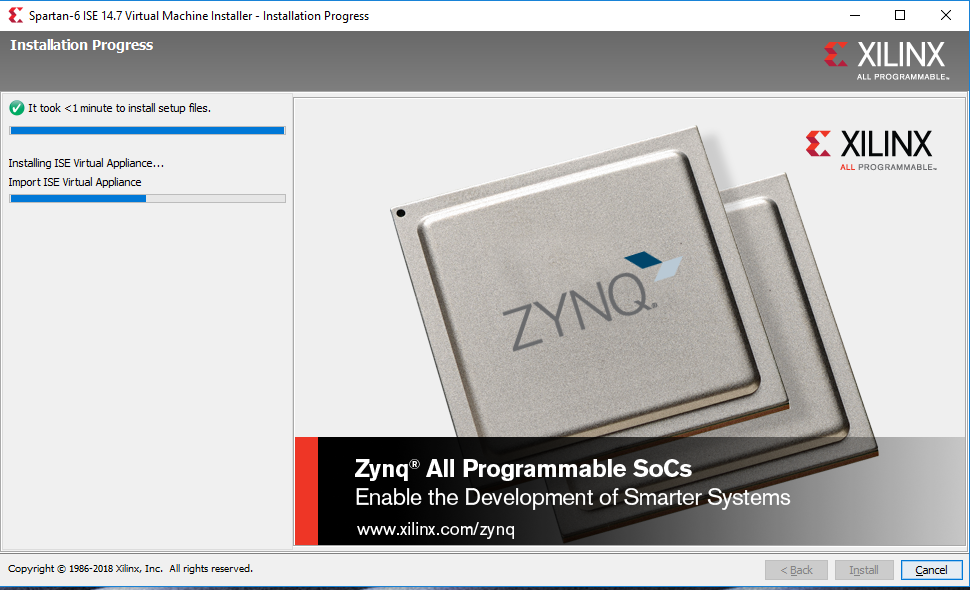 Spartan-6 ISE 14.7 Virtual Machine Installer - Installation Progress
Installation Progress
XILINX
ALL PROGRAMMABLE™
It took <1 minute to install setup files.
Installing ISE Virtual Appliance...
Import ISE Virtual Appliance
XILINX
ALL PROGRAMMABLE™
ZYNQ®
Zynq® All Programmable SoCs
Enable the Development of Smarter Systems
www.xilinx.com/zynq
Copyright © 1986-2018 Xilinx, Inc. All rights reserved.
< Back
Install
Cancel